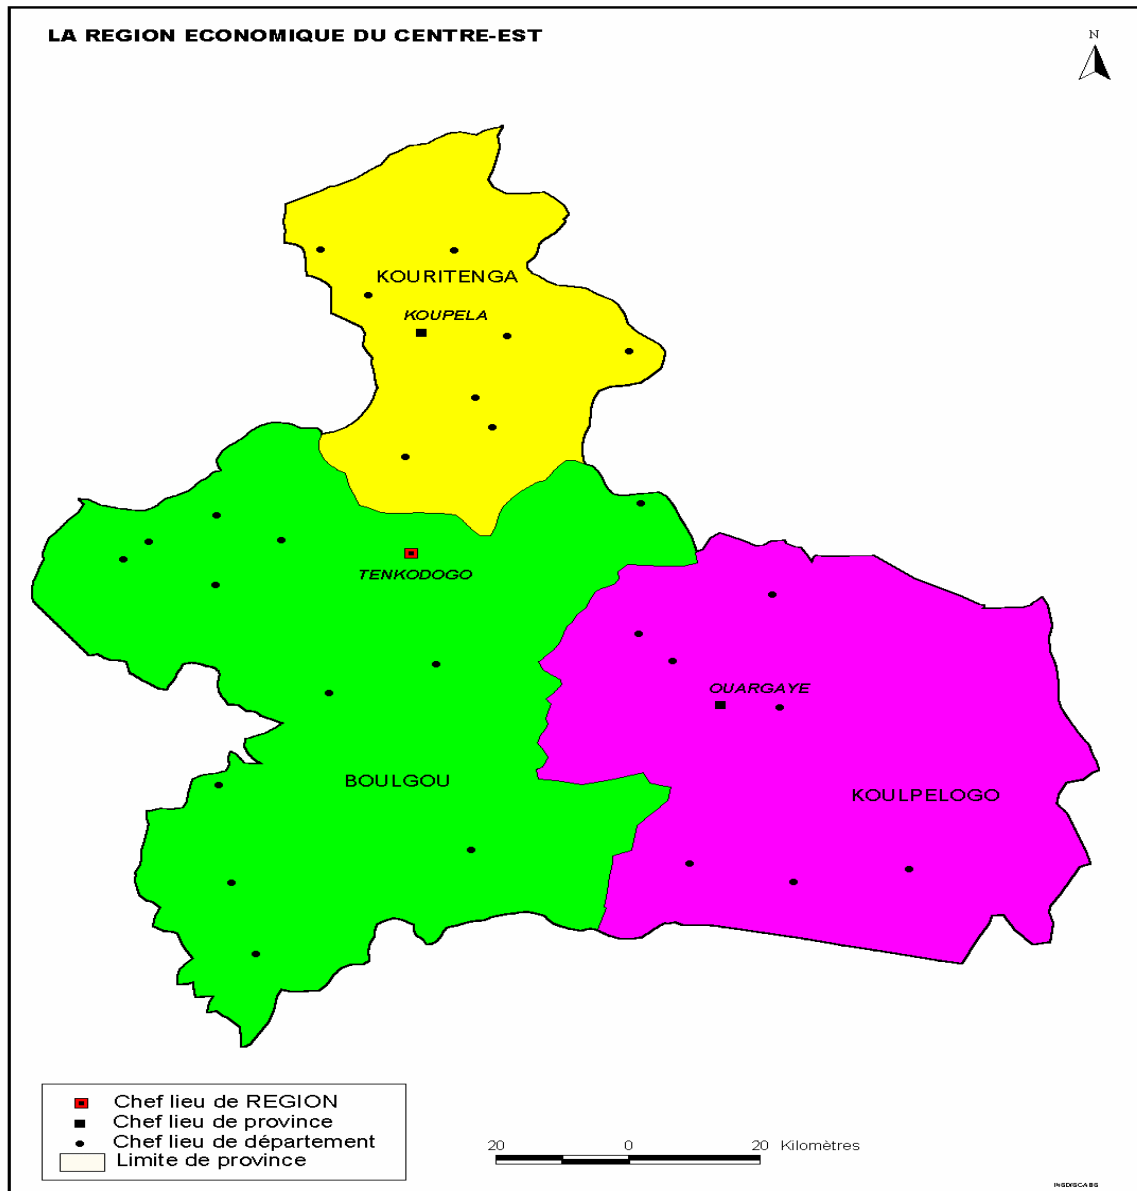 LA REGION ECONOMIQUE DU CENTRE-EST
N
KOURITENGA
KOUPELA
TENKODOGO
OUARGAYE
BOULGOU
KOULPELOGO
Chef lieu de REGION
Chef lieu de province
Chef lieu de département
Limite de province
20 0 20 Kilomètres